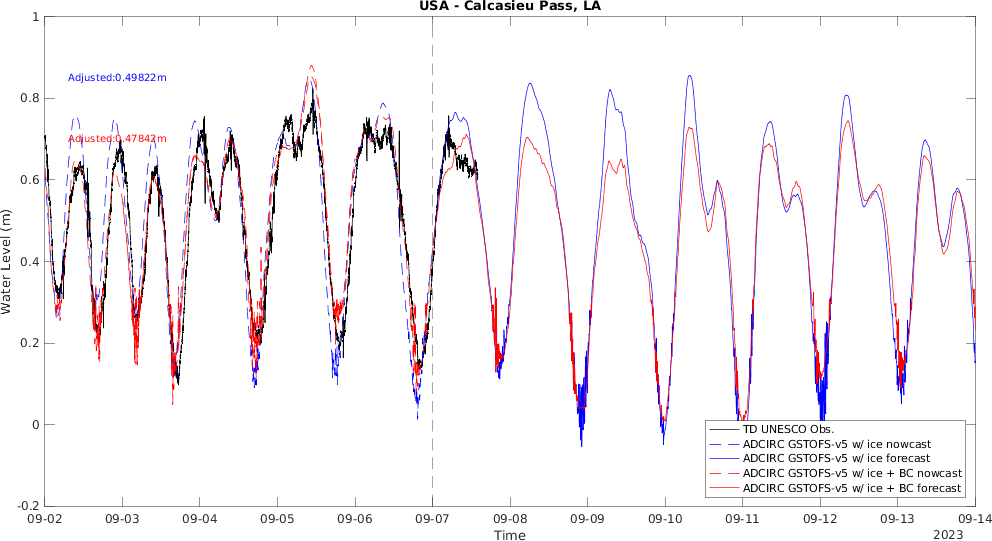 USA - Calcasieu Pass, LA
Adjusted:0.49822m
Adjusted:0.47842m
Water Level (m)
1
0.8
0.6
0.4
0.2
0
-0.2
09-02 09-03 09-04 09-05 09-06 09-07 09-08 09-09 09-10 09-11 09-12 09-13 09-14
Time
2023
TD UNESCO Obs.
ADCIRC GSTOFS-v5 w/ ice nowcast
ADCIRC GSTOFS-v5 w/ ice forecast
ADCIRC GSTOFS-v5 w/ ice + BC nowcast
ADCIRC GSTOFS-v5 w/ ice + BC forecast